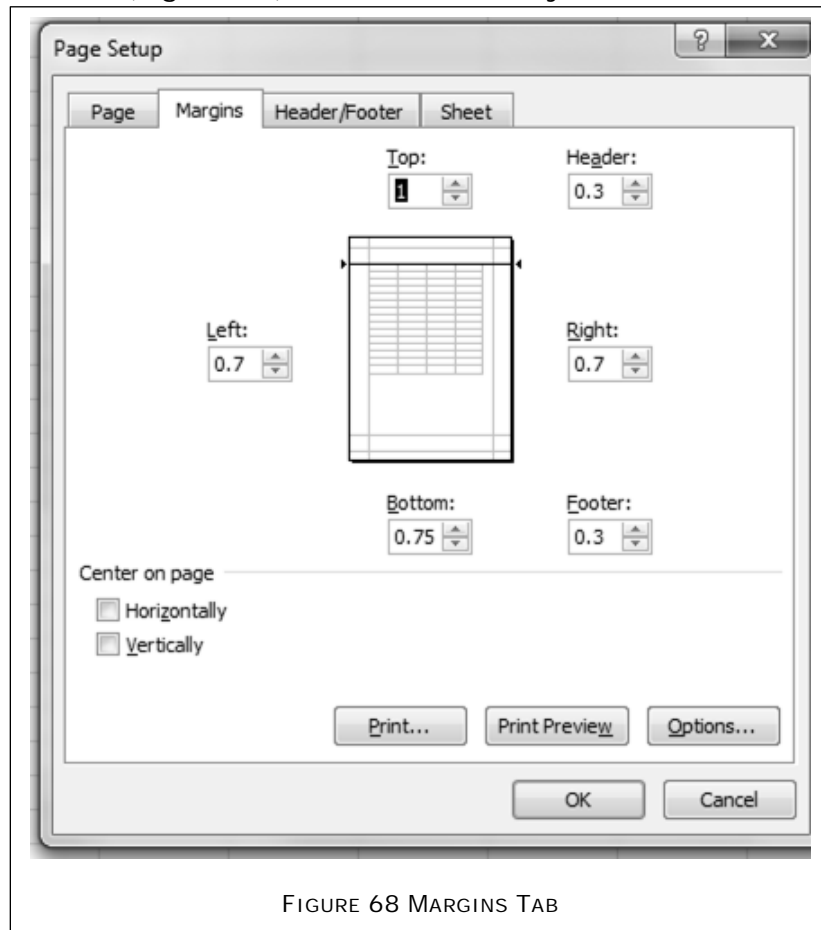 Page Setup
Page Margins Header/Footer Sheet
Top: Header:
1 0.3
Left: Right:
0.7 0.7
Bottom: Footer:
0.75 0.3
Center on page
Horizontally
Vertically
Print... Print Preview Options...
OK Cancel
FIGURE 68 MARGINS TAB